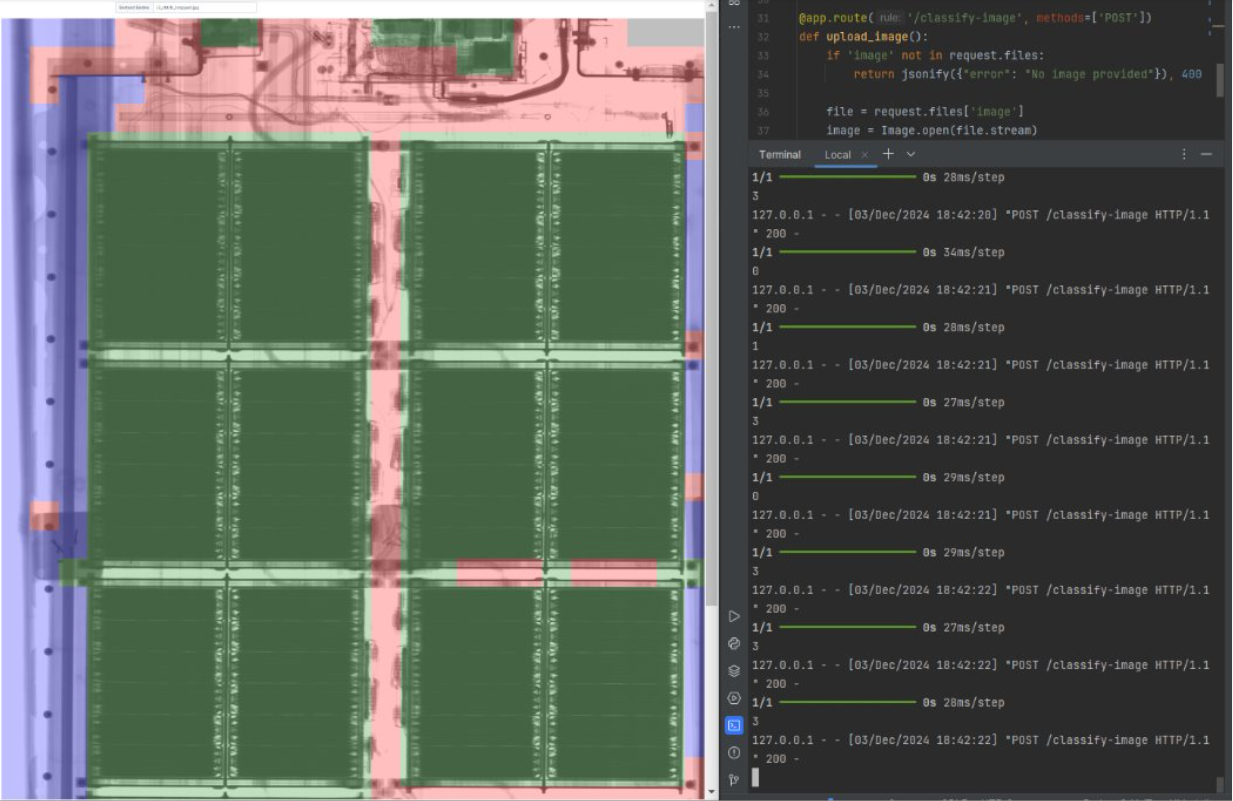 31 @app.route( rule: '/classify-image', methods=['POST'])
32 def upload_image():
33 if 'image' not in request.files:
34 return jsonify({"error": "No image provided"}), 400
35
36 file = request.files['image']
37 image = Image.open(file.stream)
Terminal Local × + ⋮ —
1/1 0s 28ms/step
3
127.0.0.1 - - [03/Dec/2024 18:42:20] "POST /classify-image HTTP/1.1
" 200 -
1/1 0s 34ms/step
0
127.0.0.1 - - [03/Dec/2024 18:42:21] "POST /classify-image HTTP/1.1
" 200 -
1/1 0s 28ms/step
1
127.0.0.1 - - [03/Dec/2024 18:42:21] "POST /classify-image HTTP/1.1
" 200 -
1/1 0s 27ms/step
3
127.0.0.1 - - [03/Dec/2024 18:42:21] "POST /classify-image HTTP/1.1
" 200 -
1/1 0s 29ms/step
0
127.0.0.1 - - [03/Dec/2024 18:42:21] "POST /classify-image HTTP/1.1
" 200 -
1/1 0s 29ms/step
3
127.0.0.1 - - [03/Dec/2024 18:42:22] "POST /classify-image HTTP/1.1
" 200 -
1/1 0s 27ms/step
3
127.0.0.1 - - [03/Dec/2024 18:42:22] "POST /classify-image HTTP/1.1
" 200 -
1/1 0s 28ms/step
3
127.0.0.1 - - [03/Dec/2024 18:42:22] "POST /classify-image HTTP/1.1
" 200 -